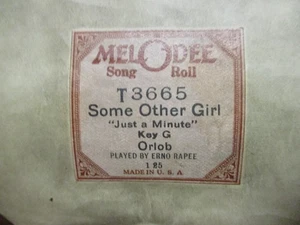 MELODEE
Song Roll
T3665
Some Other Girl
"Just a Minute"
Key G
Orlob
PLAYED BY ERNO RAPEE
1 25
MADE IN U. S. A